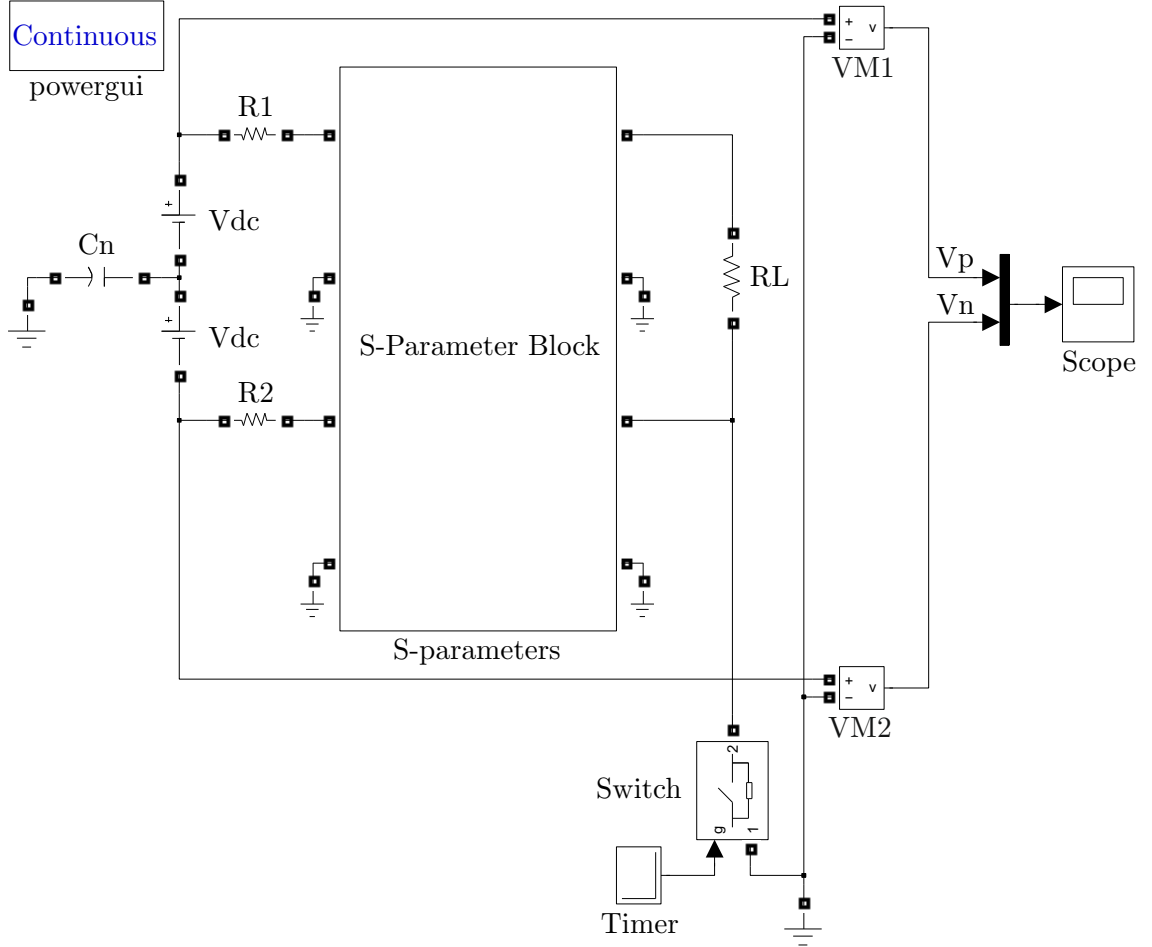 Continuous
powergui
+
−
v
VM1
R1
+
Vdc
Cn
+
Vdc
R2
S-Parameter Block
S-parameters
RL
Vp
Vn
Scope
+
−
v
VM2
2
Switch
g
1
Timer